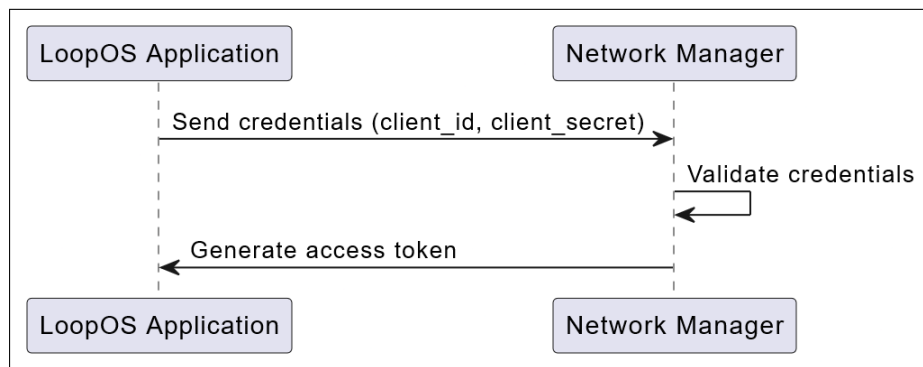 LoopOS Application
Network Manager
Send credentials (client_id, client_secret)
Validate credentials
Generate access token
LoopOS Application
Network Manager